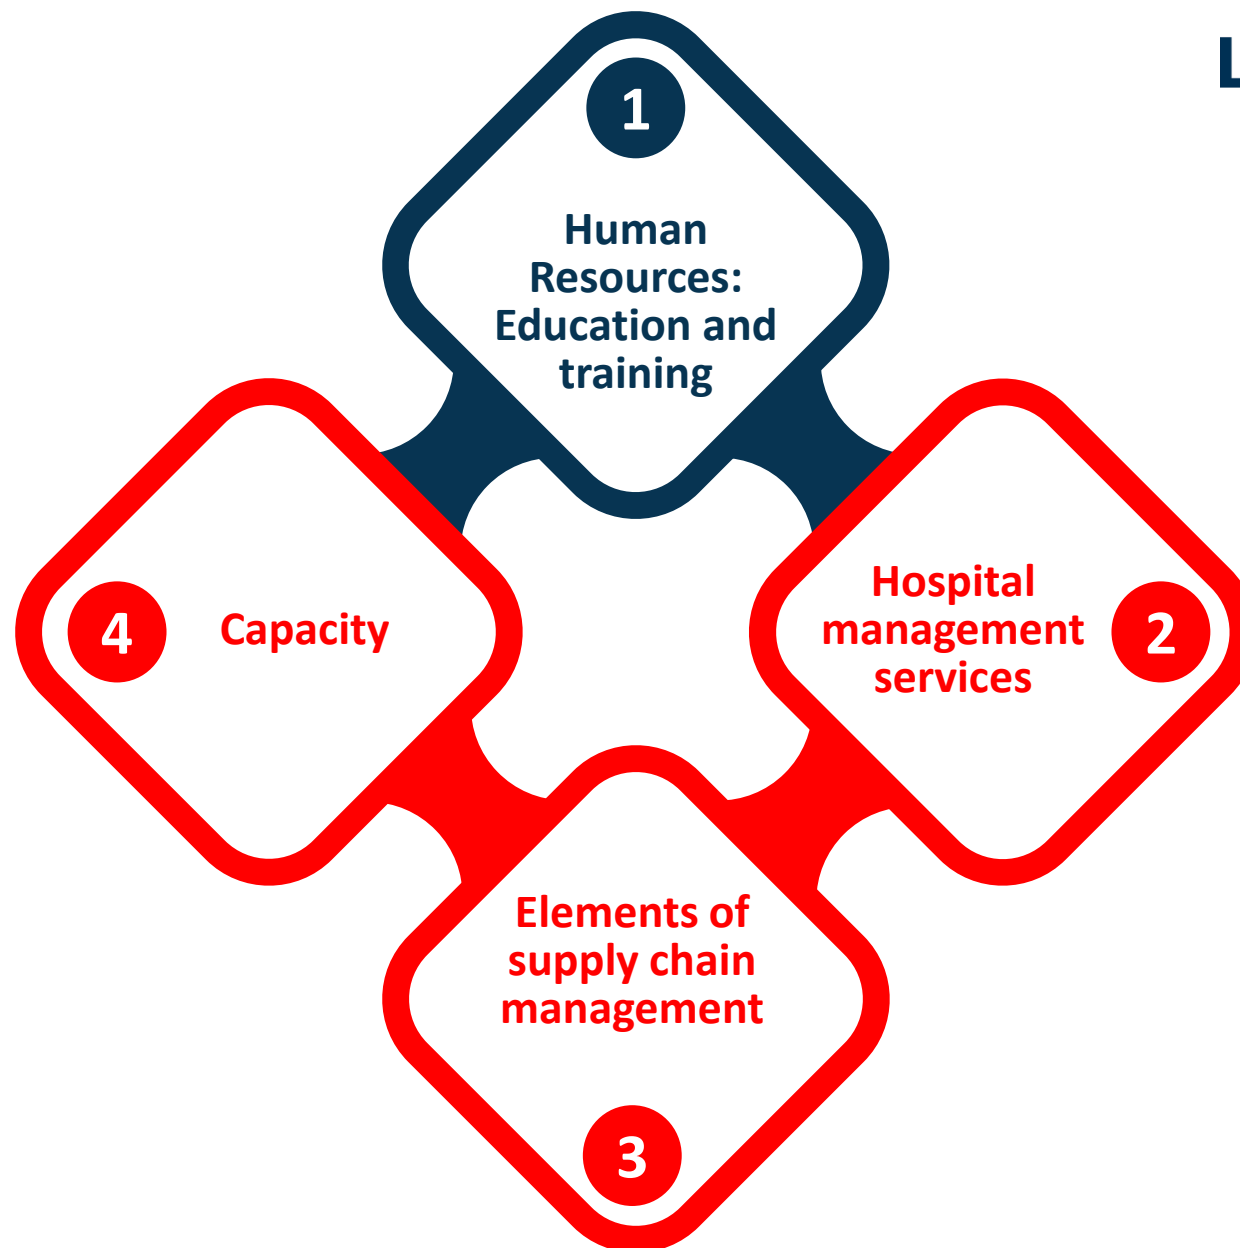 L
1
Human
Resources:
Education and
training
Hospital
management
services
2
Elements of
supply chain
management
3
4
Capacity